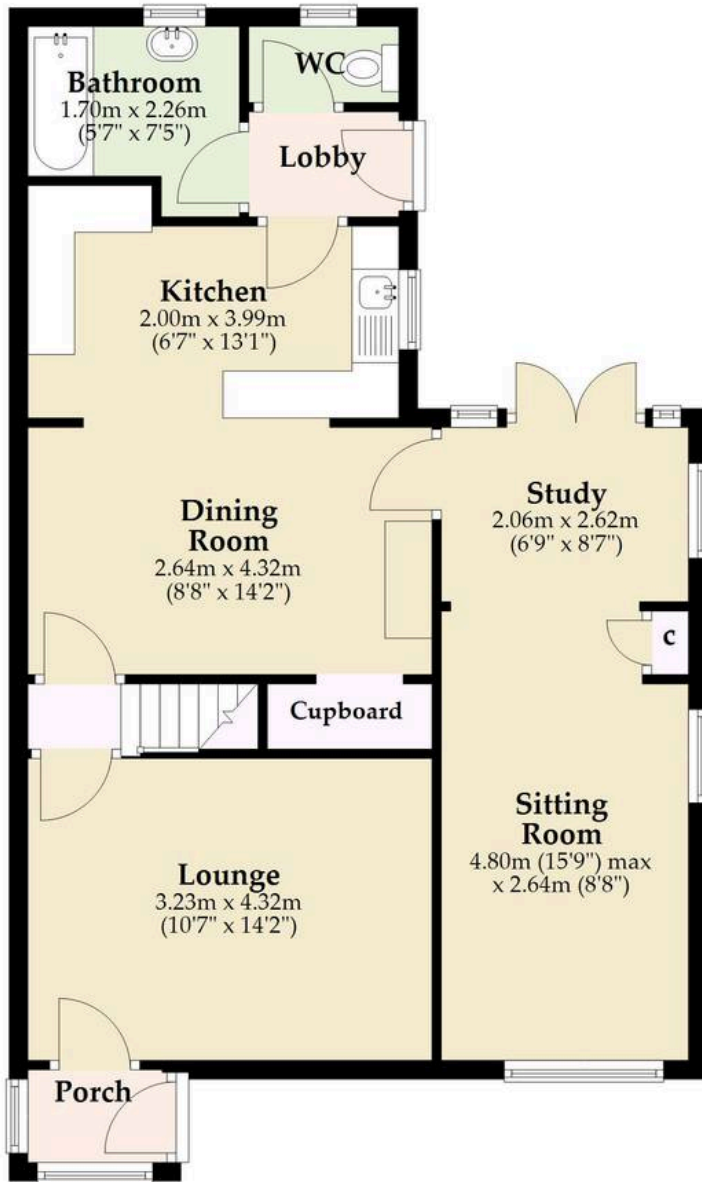 Bathroom
1.70m x 2.26m
(5'7" x 7'5")
WC
Lobby
Kitchen
2.00m x 3.99m
(6'7" x 13'1")
Study
2.06m x 2.62m
(6'9" x 8'7")
Dining
Room
2.64m x 4.32m
(8'8" x 14'2")
c
Cupboard
Sitting
Room
4.80m (15'9") max
x 2.64m (8'8")
Lounge
3.23m x 4.32m
(10'7" x 14'2")
Porch